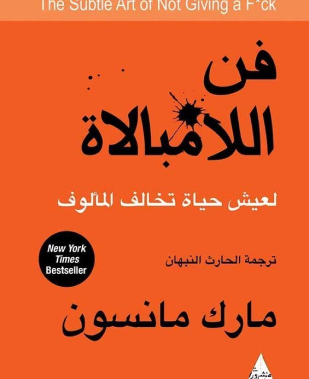 The Subtle Art of Not Giving a F*ck
فن
اللامبالاة
لعيش حياة تخالف المألوف
New York
Times
Bestseller
ترجمة الحارث النبهان
مارك مانسون
منشورات